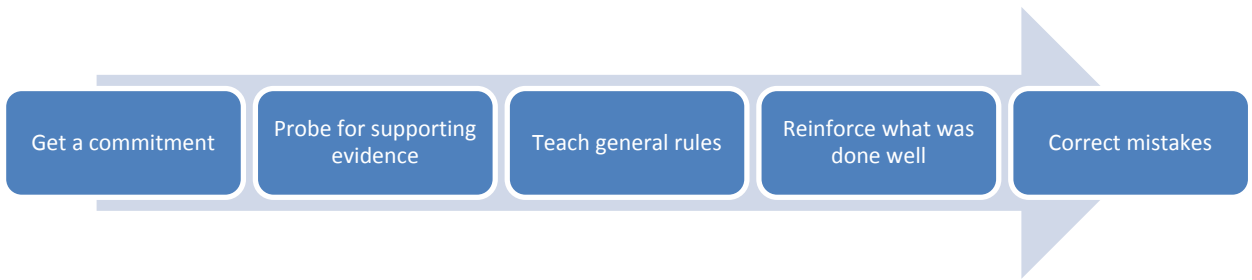 Get a commitment
Probe for supporting
evidence
Teach general rules
Reinforce what was
done well
Correct mistakes